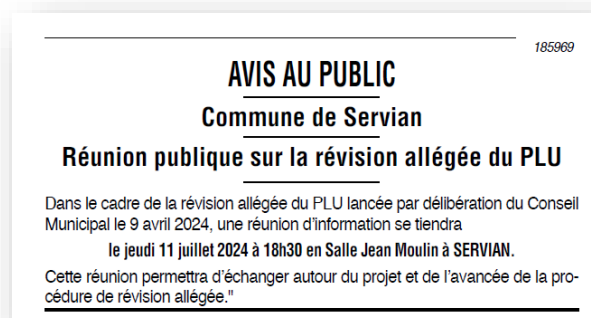 185969
AVIS AU PUBLIC
Commune de Servian
Réunion publique sur la révision allégée du PLU
Dans le cadre de la révision allégée du PLU lancée par délibération du Conseil
Municipal le 9 avril 2024, une réunion d'information se tiendra
le jeudi 11 juillet 2024 à 18h30 en Salle Jean Moulin à SERVIAN.
Cette réunion permettra d'échanger autour du projet et de l'avancée de la pro-
cédure de révision allégée."